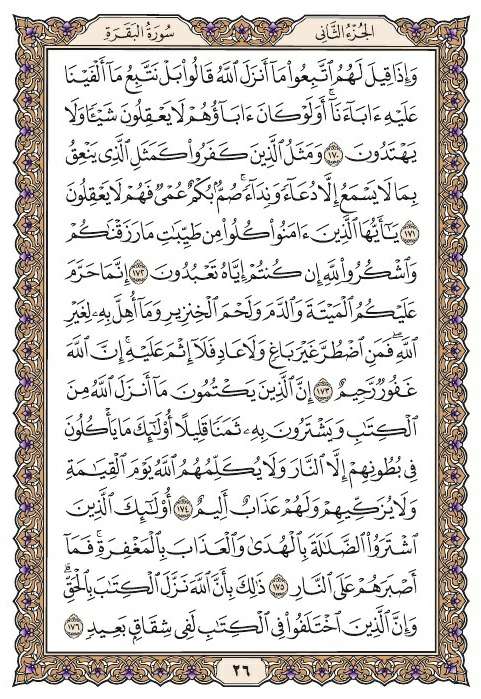 الجزء الثاني
سورة البقرة
وَإِذَا قِيلَ لَهُمُ ٱتَّبِعُوا۟ مَآ أَنزَلَ ٱللَّهُ قَالُوا۟ بَلْ نَتَّبِعُ مَآ أَلْفَيْنَا
عَلَيْهِ ءَابَآءَنَآ ۗ أَوَلَوْ كَانَ ءَابَآؤُهُمْ لَا يَعْقِلُونَ شَيْـًٔا وَلَا
يَهْتَدُونَ ١٧٠ وَمَثَلُ ٱلَّذِينَ كَفَرُوا۟ كَمَثَلِ ٱلَّذِى يَنْعِقُ
بِمَا لَا يَسْمَعُ إِلَّا دُعَآءً وَنِدَآءً ۚ صُمٌّۢ بُكْمٌ عُمْىٌ فَهُمْ لَا يَعْقِلُونَ
١٧١ يَـٰٓأَيُّهَا ٱلَّذِينَ ءَامَنُوا۟ كُلُوا۟ مِن طَيِّبَـٰتِ مَا رَزَقْنَـٰكُمْ
وَٱشْكُرُوا۟ لِلَّهِ إِن كُنتُمْ إِيَّاهُ تَعْبُدُونَ ١٧٢ إِنَّمَا حَرَّمَ
عَلَيْكُمُ ٱلْمَيْتَةَ وَٱلدَّمَ وَلَحْمَ ٱلْخِنزِيرِ وَمَآ أُهِلَّ بِهِۦ لِغَيْرِ
ٱللَّهِ ۖ فَمَنِ ٱضْطُرَّ غَيْرَ بَاغٍ وَلَا عَادٍ فَلَآ إِثْمَ عَلَيْهِ ۚ إِنَّ ٱللَّهَ
غَفُورٌ رَّحِيمٌ ١٧٣ إِنَّ ٱلَّذِينَ يَكْتُمُونَ مَآ أَنزَلَ ٱللَّهُ مِنَ
ٱلْكِتَـٰبِ وَيَشْتَرُونَ بِهِۦ ثَمَنًا قَلِيلًا ۙ أُو۟لَـٰٓئِكَ مَا يَأْكُلُونَ
فِى بُطُونِهِمْ إِلَّا ٱلنَّارَ وَلَا يُكَلِّمُهُمُ ٱللَّهُ يَوْمَ ٱلْقِيَـٰمَةِ
وَلَا يُزَكِّيهِمْ وَلَهُمْ عَذَابٌ أَلِيمٌ ١٧٤ أُو۟لَـٰٓئِكَ ٱلَّذِينَ
ٱشْتَرَوُا۟ ٱلضَّلَـٰلَةَ بِٱلْهُدَىٰ وَٱلْعَذَابَ بِٱلْمَغْفِرَةِ ۚ فَمَآ
أَصْبَرَهُمْ عَلَى ٱلنَّارِ ١٧٥ ذَٰلِكَ بِأَنَّ ٱللَّهَ نَزَّلَ ٱلْكِتَـٰبَ بِٱلْحَقِّ ۗ
وَإِنَّ ٱلَّذِينَ ٱخْتَلَفُوا۟ فِى ٱلْكِتَـٰبِ لَفِى شِقَاقٍۭ بَعِيدٍ ١٧٦
٢٦